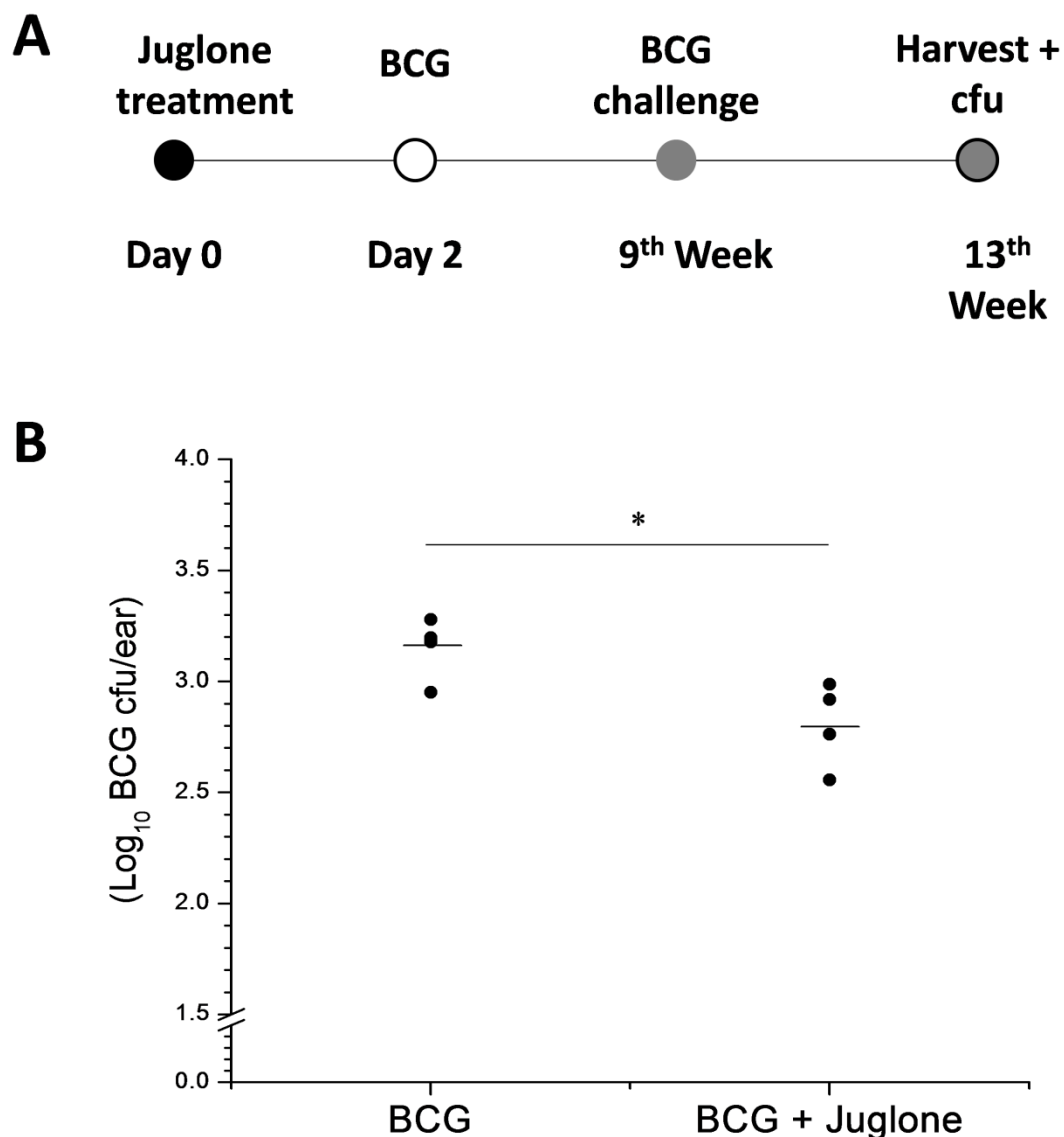 A
Juglone
treatment
BCG
BCG
challenge
Harvest +
cfu
Day 0
Day 2
9th Week
13th
Week
B
(Log10 BCG cfu/ear)
4.0
3.5
3.0
2.5
2.0
1.5
0.0
*
BCG
BCG + Juglone